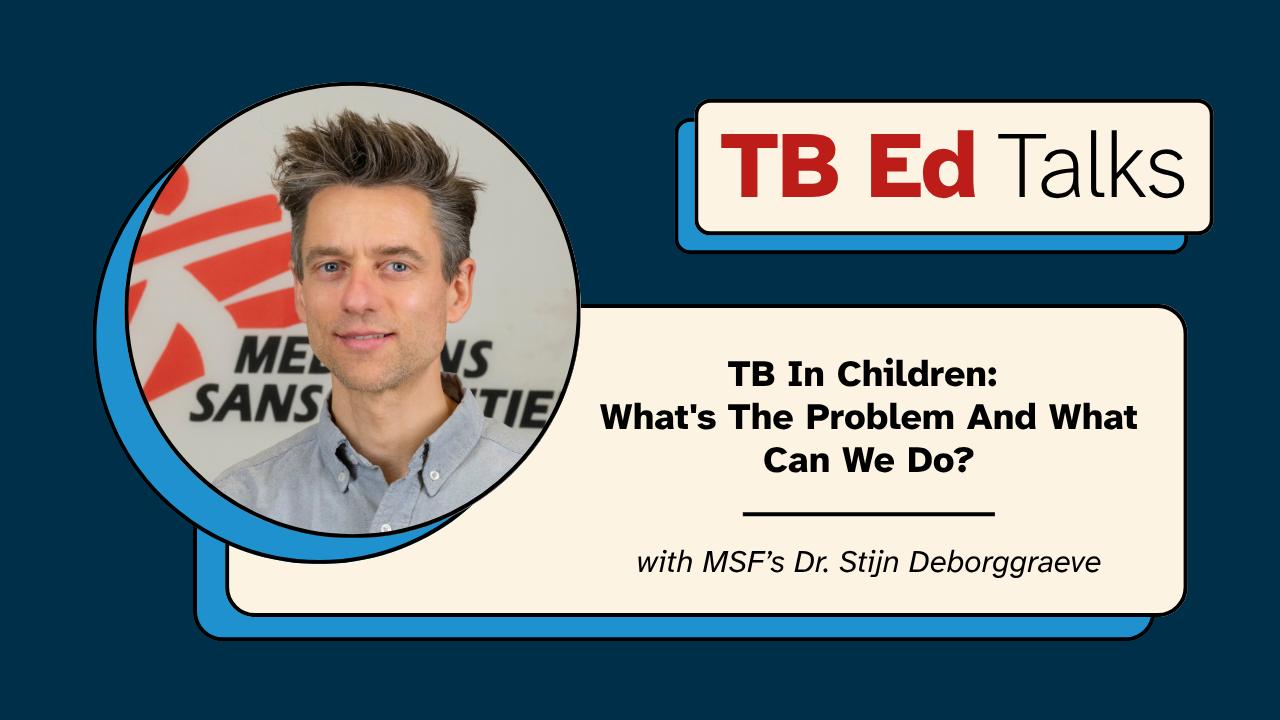 TB Ed Talks
TB In Children:
What's The Problem And What
Can We Do?
with MSF’s Dr. Stijn Deborggraeve
SANS